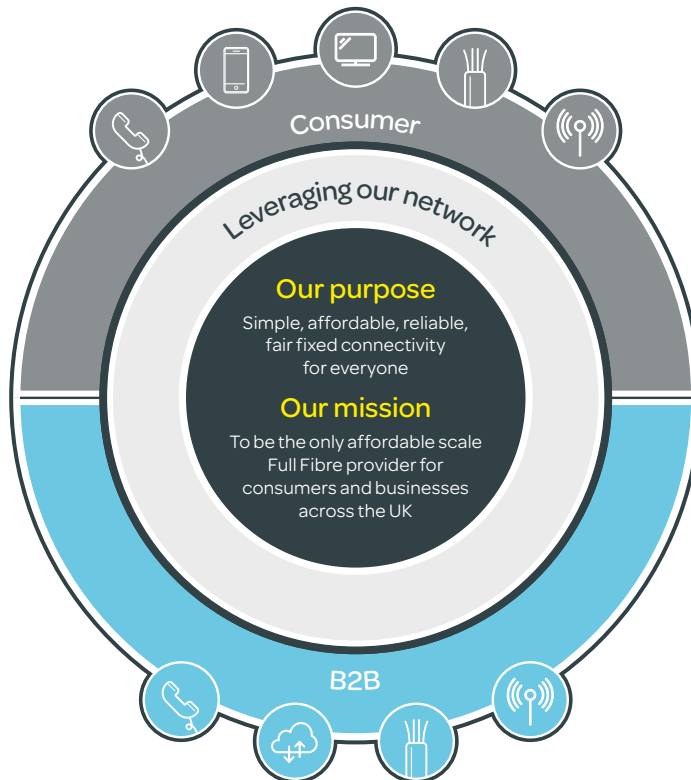 Consumer
Leveraging our network
Our purpose
Simple, affordable, reliable,
fair fixed connectivity
for everyone
Our mission
To be the only affordable scale
Full Fibre provider for
consumers and businesses
across the UK
B2B